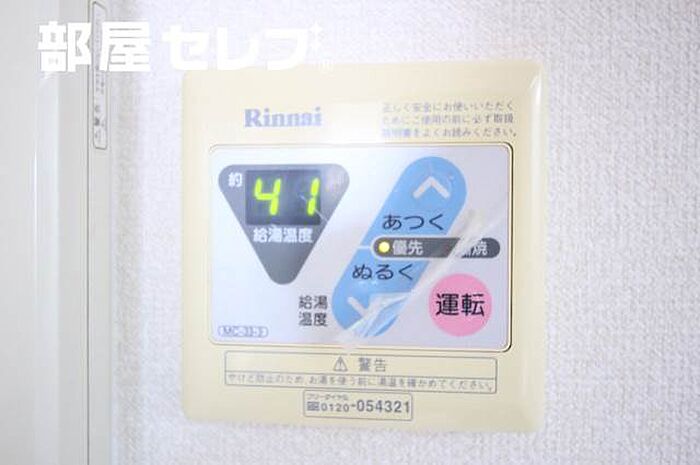 部屋セレブ
Rinnai
正しく安全にお使いいただく
ためにご使用の前に必ず取扱
説明書をよくお読みください。
約 41
給湯温度
あつく
優先 燃焼
ぬるく
給湯
温度
運転
MC-33-3
⚠ 警告
やけど防止のため、お湯を使う前に湯温を確かめてください。
フリーダイヤル
0120-054321